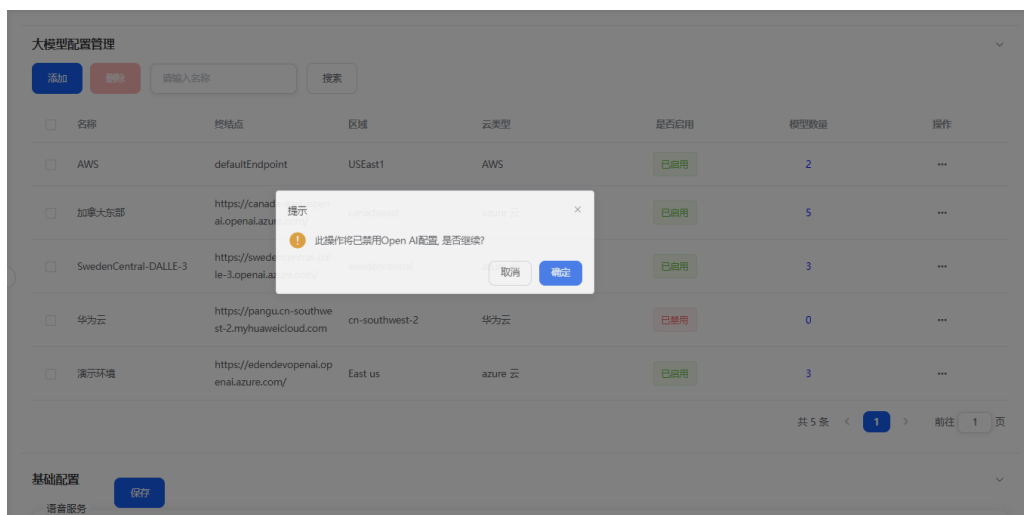 大模型配置管理
添加 删除 请输入名称 搜索
名称 终结点 区域 云类型 是否启用 模型数量 操作
AWS defaultEndpoint USEast1 AWS 已启用 2 ···
加拿大东部 https://canad azure 云 已启用 5 ···
ai.openai.azu
SwedenCentral-DALLE-3 https://swede 已启用 3 ···
le-3.openai.az
提示 ×
此操作将已禁用Open AI配置, 是否继续?
取消 确定
华为云 https://pangu.cn-southwe cn-southwest-2 华为云 已禁用 0 ···
st-2.myhuaweicloud.com
演示环境 https://edendevopenai.op East us azure 云 已启用 3 ···
enai.azure.com/
共 5 条 < 1 > 前往 1 页
基础配置
保存
语音服务